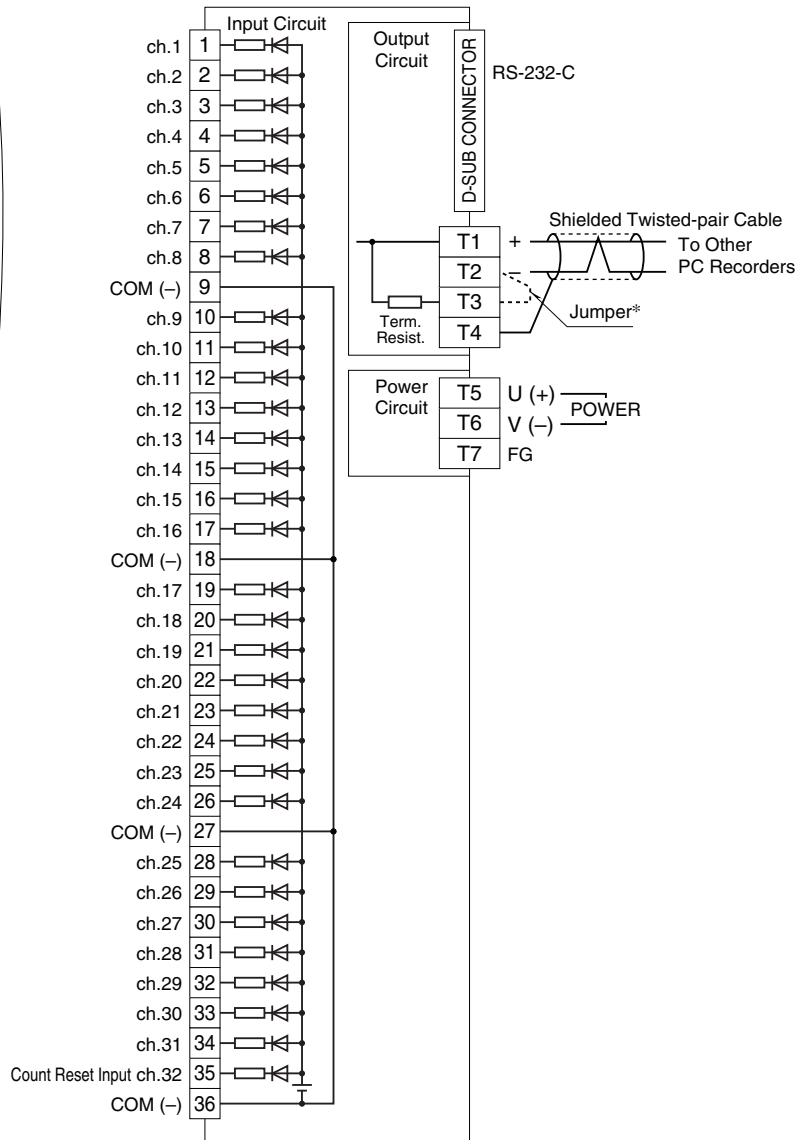 Input Circuit
ch.1 1
ch.2 2
ch.3 3
ch.4 4
ch.5 5
ch.6 6
ch.7 7
ch.8 8
COM (–) 9
ch.9 10
ch.10 11
ch.11 12
ch.12 13
ch.13 14
ch.14 15
ch.15 16
ch.16 17
COM (–) 18
ch.17 19
ch.18 20
ch.19 21
ch.20 22
ch.21 23
ch.22 24
ch.23 25
ch.24 26
COM (–) 27
ch.25 28
ch.26 29
ch.27 30
ch.28 31
ch.29 32
ch.30 33
ch.31 34
Count Reset Input ch.32 35
COM (–) 36
Output
Circuit
D-SUB CONNECTOR
RS-232-C
Shielded Twisted-pair Cable
T1 +
To Other
PC Recorders
T2 –
T3
Term.
Resist.
Jumper*
T4
Power
Circuit
T5 U (+)
POWER
T6 V (–)
T7 FG